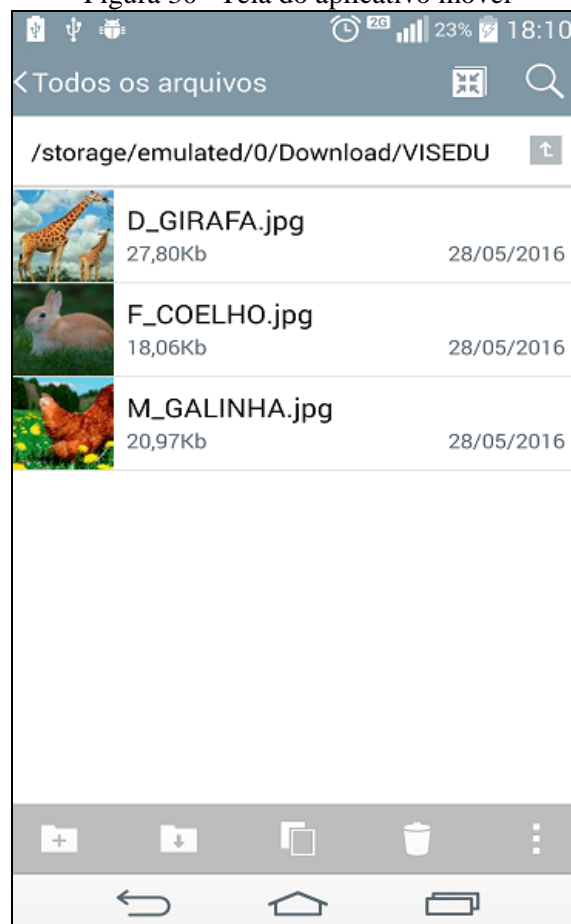 Figura 30 - Tela do aplicativo móvel
2G 23% 18:10
Todos os arquivos
/storage/emulated/0/Download/VISEDU
D_GIRAFA.jpg
27,80Kb 28/05/2016
F_COELHO.jpg
18,06Kb 28/05/2016
M_GALINHA.jpg
20,97Kb 28/05/2016